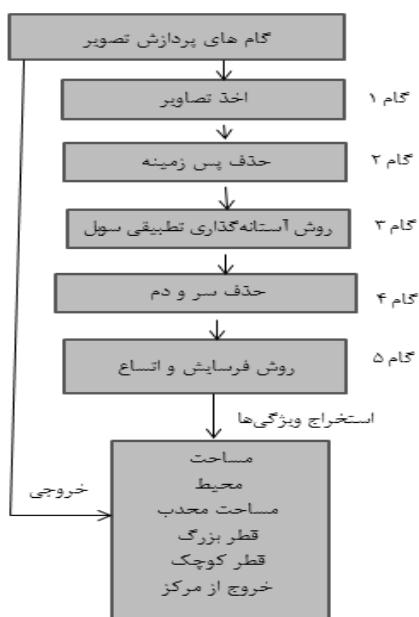 گام های پردازش تصویر
اخذ تصاویر
گام ۱
حذف پس زمینه
گام ۲
روش آستانه‌گذاری تطبیقی سوبل
گام ۳
حذف سر و دم
گام ۴
روش فرسایش و اتساع
گام ۵
استخراج ویژگی‌ها
خروجی
مساحت
محیط
مساحت محدب
قطر بزرگ
قطر کوچک
خروج از مرکز